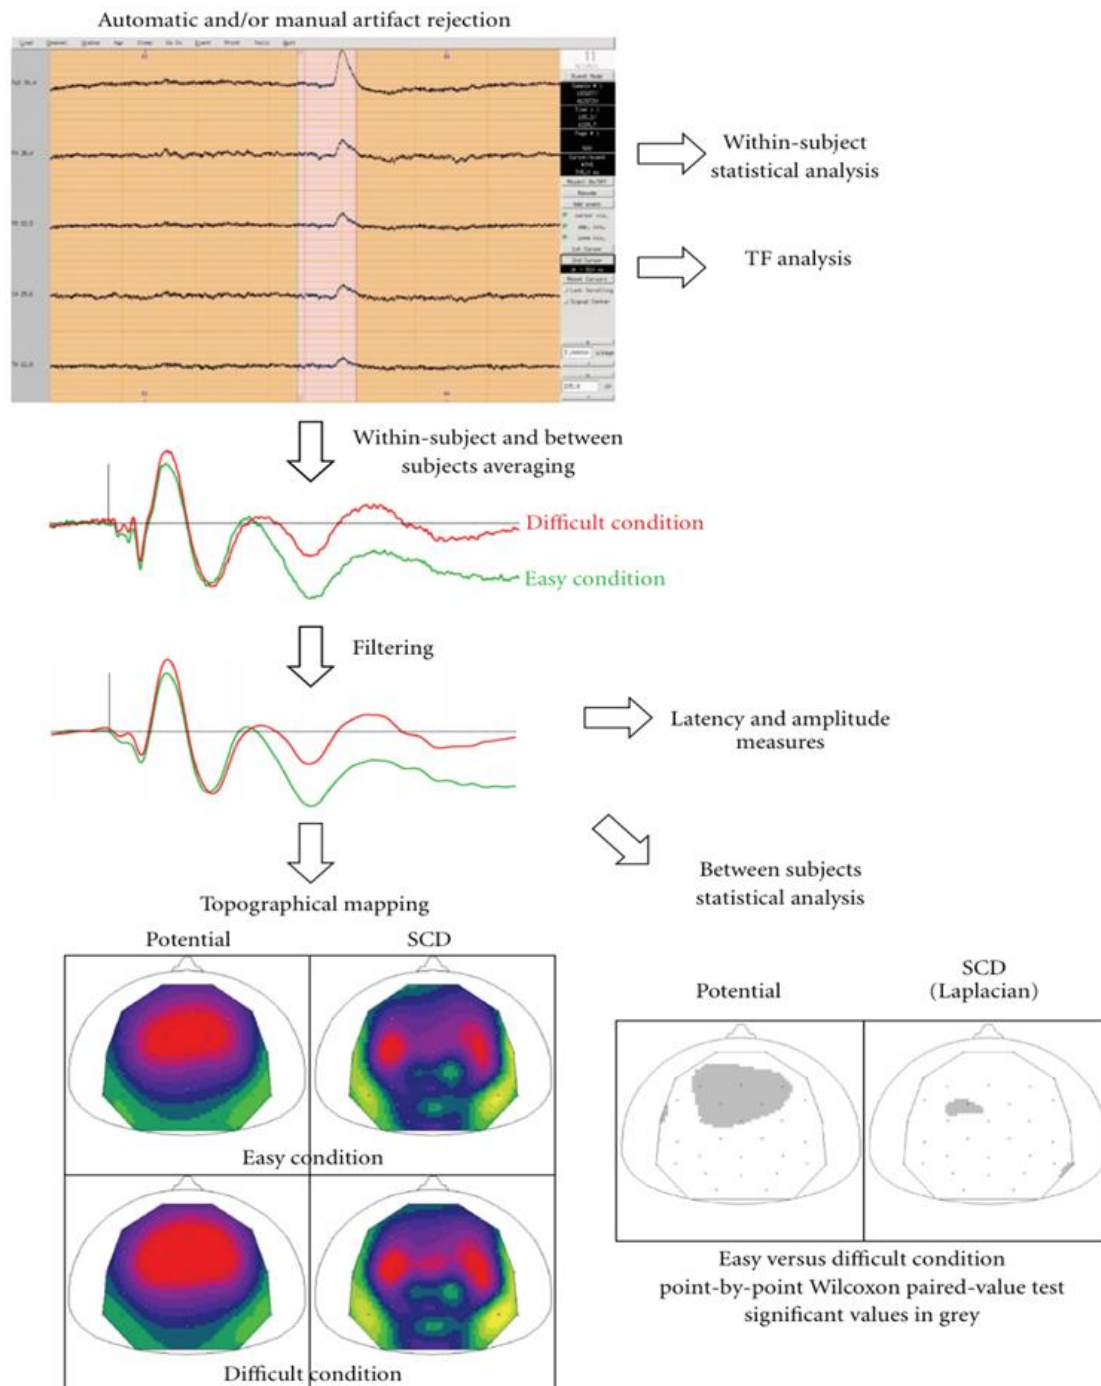 Automatic and/or manual artifact rejection
Within-subject
statistical analysis
TF analysis
Within-subject and between
subjects averaging
Difficult condition
Easy condition
Filtering
Latency and amplitude
measures
Between subjects
statistical analysis
Topographical mapping
Potential SCD
Easy condition
Difficult condition
Potential
SCD
(Laplacian)
Easy versus difficult condition
point-by-point Wilcoxon paired-value test
significant values in grey